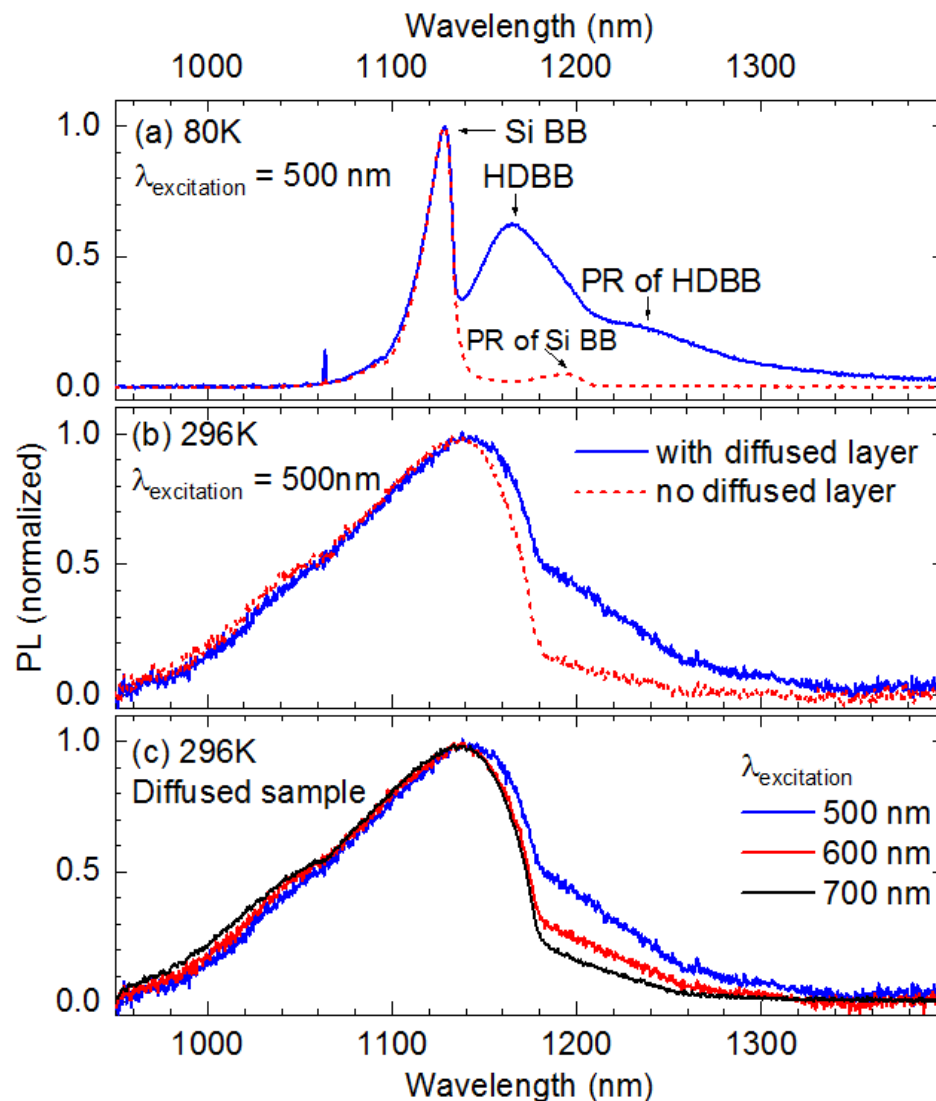 Wavelength (nm)
1000 1100 1200 1300
1.0
(a) 80K
Si BB
λexcitation = 500 nm
HDBB
0.5
PR of HDBB
PR of Si BB
0.0
1.0
(b) 296K
with diffused layer
λexcitation = 500nm
no diffused layer
0.5
PL (normalized)
0.0
1.0
(c) 296K
λexcitation
Diffused sample
500 nm
0.5
600 nm
700 nm
0.0
1000 1100 1200 1300
Wavelength (nm)